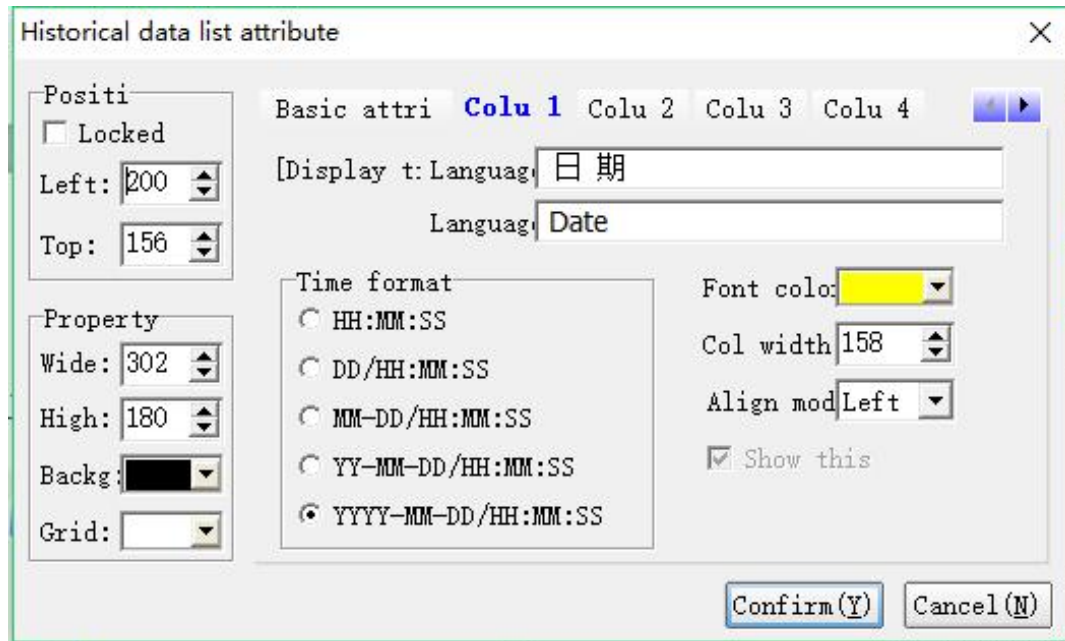 Historical data list attribute
Positi
Locked
Left: 200
Top: 156
Property
Wide: 302
High: 180
Backg:
Grid:
Basic attri Colu 1 Colu 2 Colu 3 Colu 4
[Display t: Languag 日 期
Languag Date
Time format
HH:MM:SS
DD/HH:MM:SS
MM-DD/HH:MM:SS
YY-MM-DD/HH:MM:SS
YYYY-MM-DD/HH:MM:SS
Font colo
Col width 158
Align mod Left
Show this
Confirm(Y) Cancel(N)